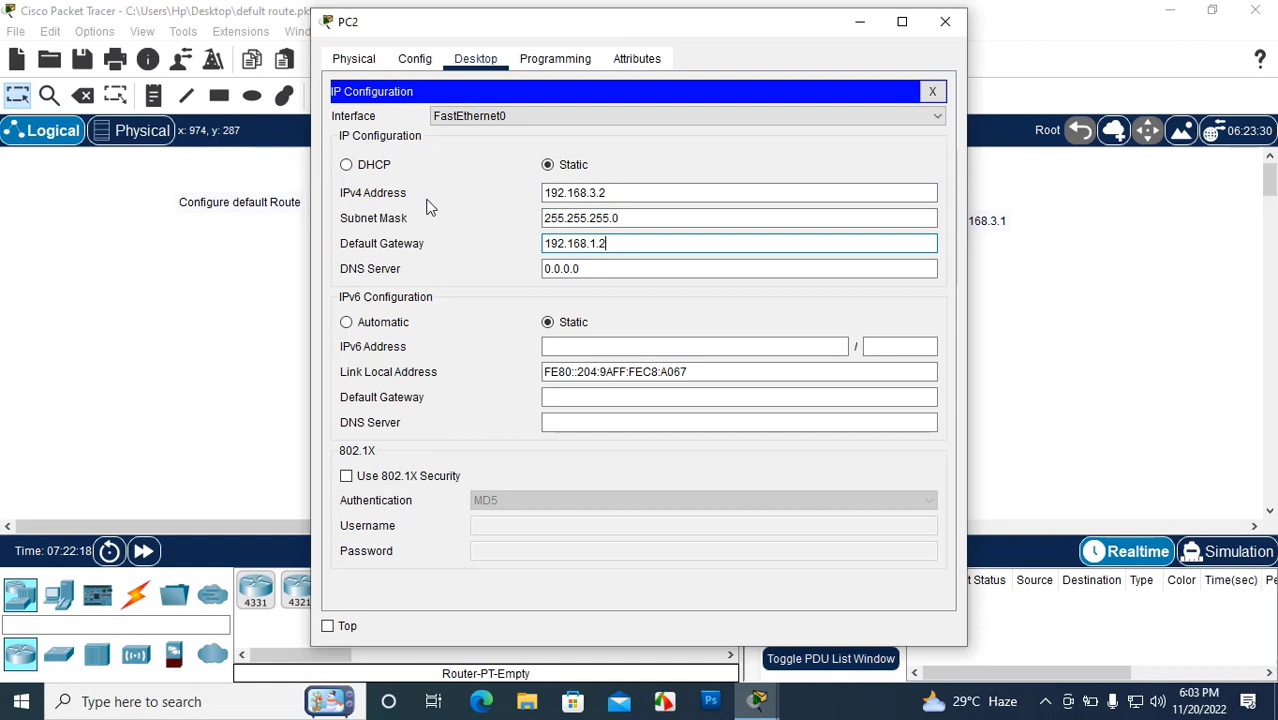 Cisco Packet Tracer - C:\Users\Hp\Desktop\defult route.pk
PC2
File Edit Options View Tools Extensions
Physical Config Desktop Programming Attributes
IP Configuration X
Interface FastEthernet0
IP Configuration
Logical Physical x: 974, y: 287
Root 06:23:30
DHCP Static
IPv4 Address 192.168.3.2
Configure default Route
Subnet Mask 255.255.255.0
168.3.1
Default Gateway 192.168.1.2
DNS Server 0.0.0.0
IPv6 Configuration
Automatic Static
IPv6 Address /
Link Local Address FE80::204:9AFF:FEC8:A067
Default Gateway
DNS Server
802.1X
Use 802.1X Security
Authentication MD5
Username
Password
Time: 07:22:18
Realtime Simulation
4331 4321
t Status Source Destination Type Color Time(sec) Pe
Top
Toggle PDU List Window
Router-PT-Empty
Type here to search
29°C Haze
6:03 PM
11/20/2022